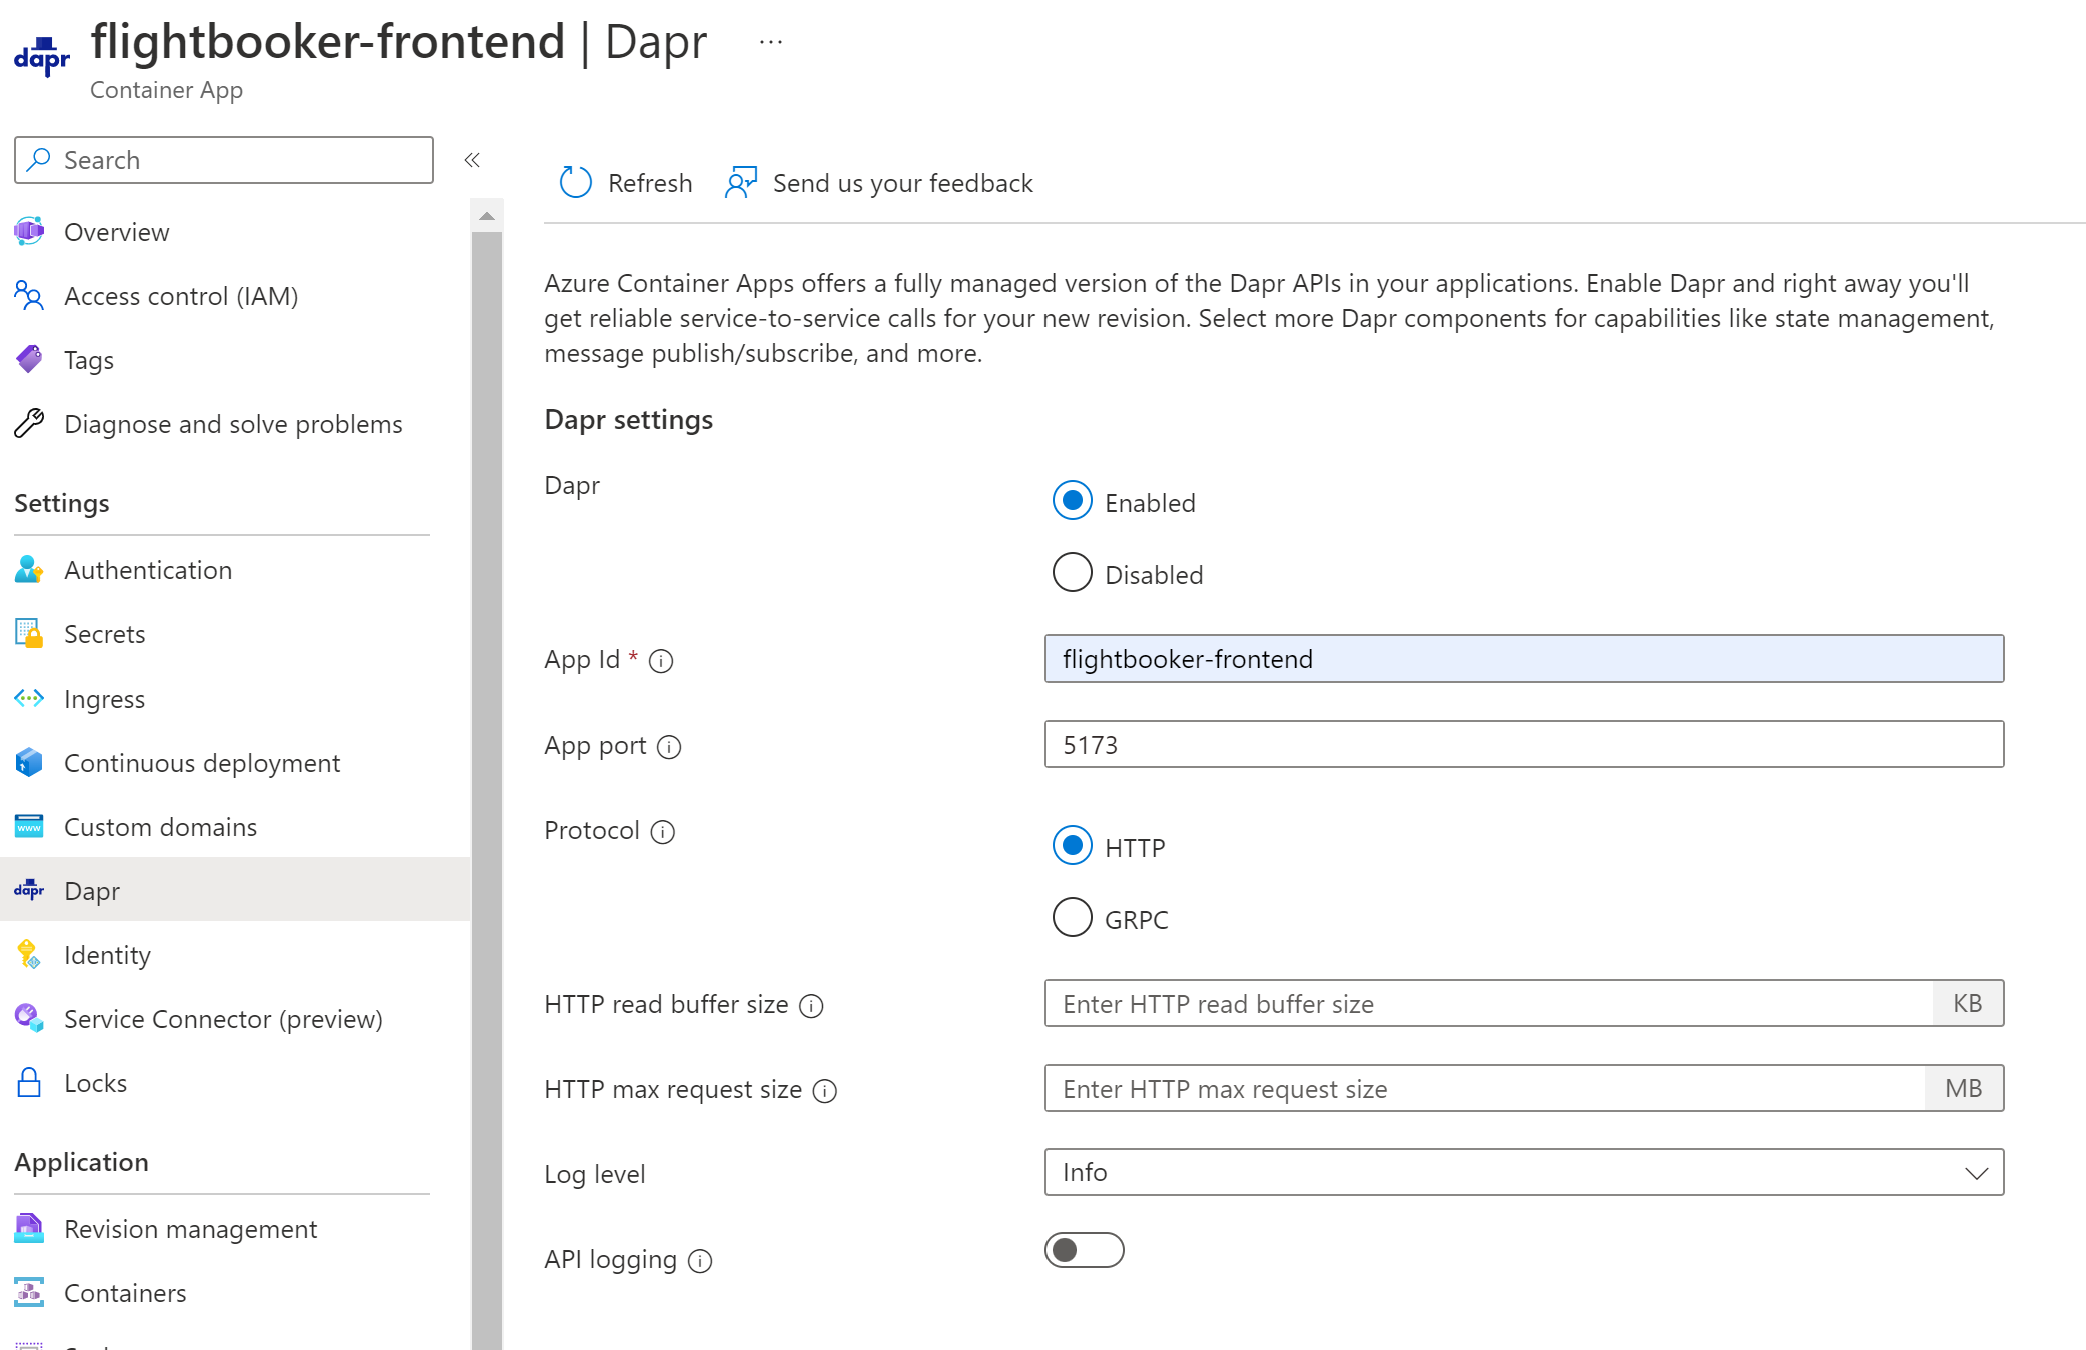 dapr
flightbooker-frontend | Dapr ...
Container App
Search «
Refresh Send us your feedback
Overview
Access control (IAM)
Tags
Diagnose and solve problems
Settings
Authentication
Secrets
Ingress
Continuous deployment
www
Custom domains
dapr
Dapr
Identity
Service Connector (preview)
Locks
Application
Revision management
Containers
Azure Container Apps offers a fully managed version of the Dapr APIs in your applications. Enable Dapr and right away you'll
get reliable service-to-service calls for your new revision. Select more Dapr components for capabilities like state management,
message publish/subscribe, and more.
Dapr settings
Dapr
Enabled
Disabled
App Id *
flightbooker-frontend
App port
5173
Protocol
HTTP
GRPC
HTTP read buffer size
Enter HTTP read buffer size KB
HTTP max request size
Enter HTTP max request size MB
Log level
Info
API logging